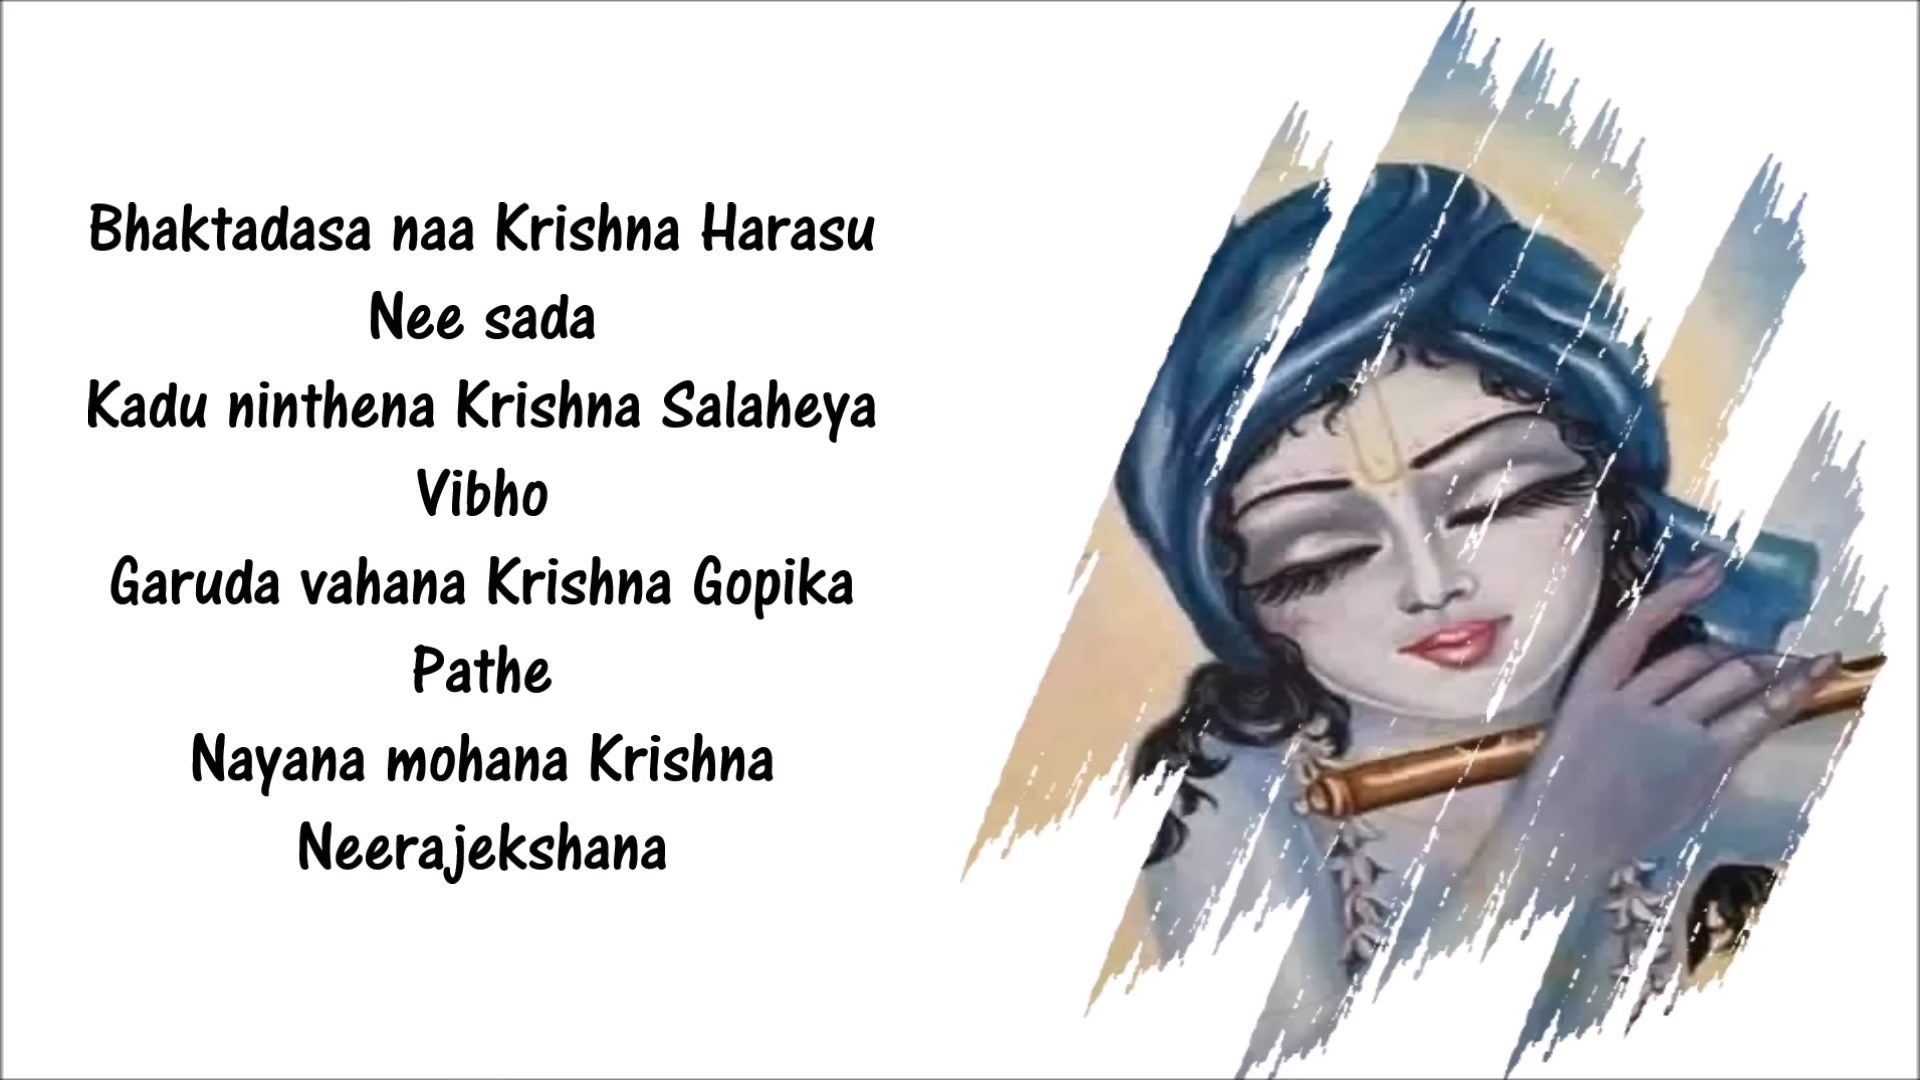 Bhaktadasa naa Krishna Harasu
Nee sada
Kadu ninthena Krishna Salaheya
Vibho
Garuda vahana Krishna Gopika
Pathe
Nayana mohana Krishna
Neerajekshana